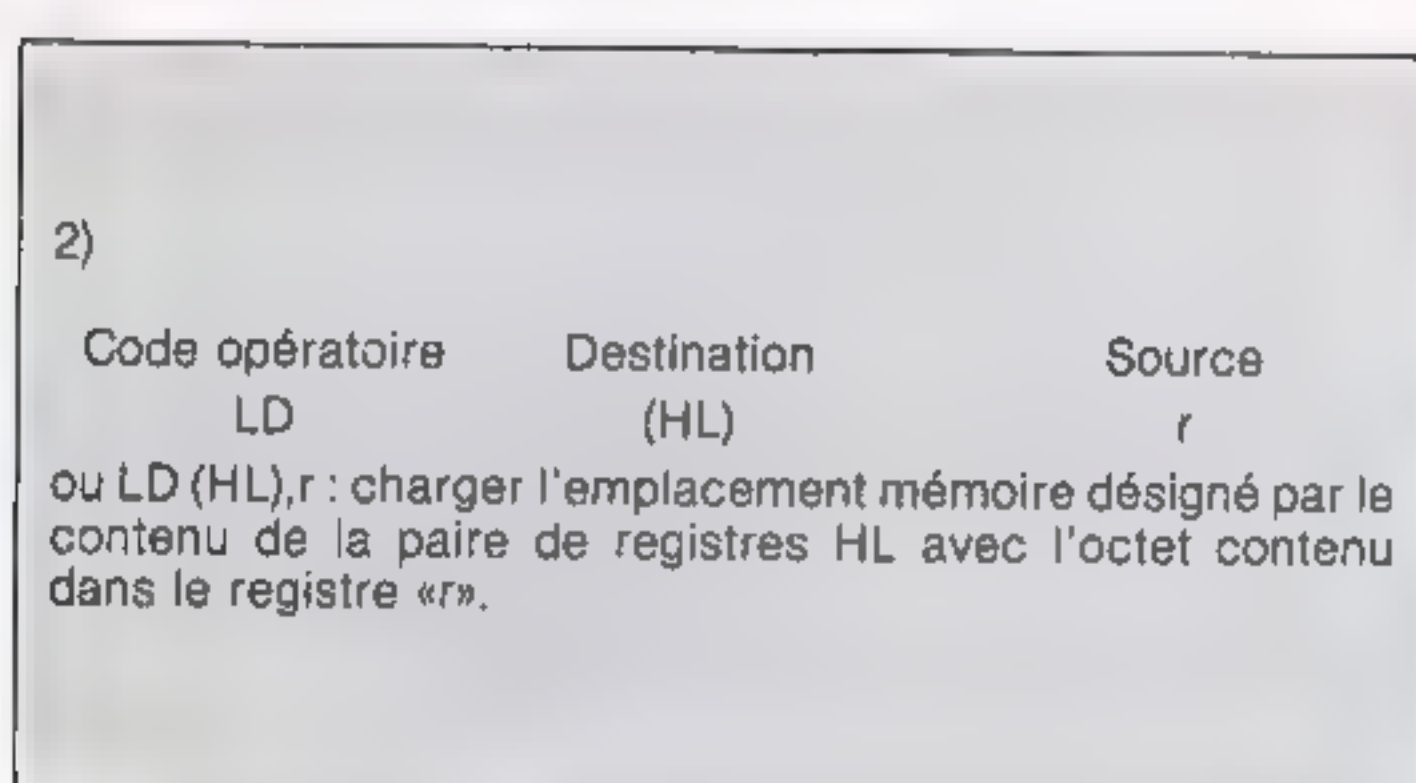 2)
Code opératoire Destination Source
LD (HL) r
ou LD (HL),r : charger l'emplacement mémoire désigné par le
contenu de la paire de registres HL avec l'octet contenu
dans le registre «r».